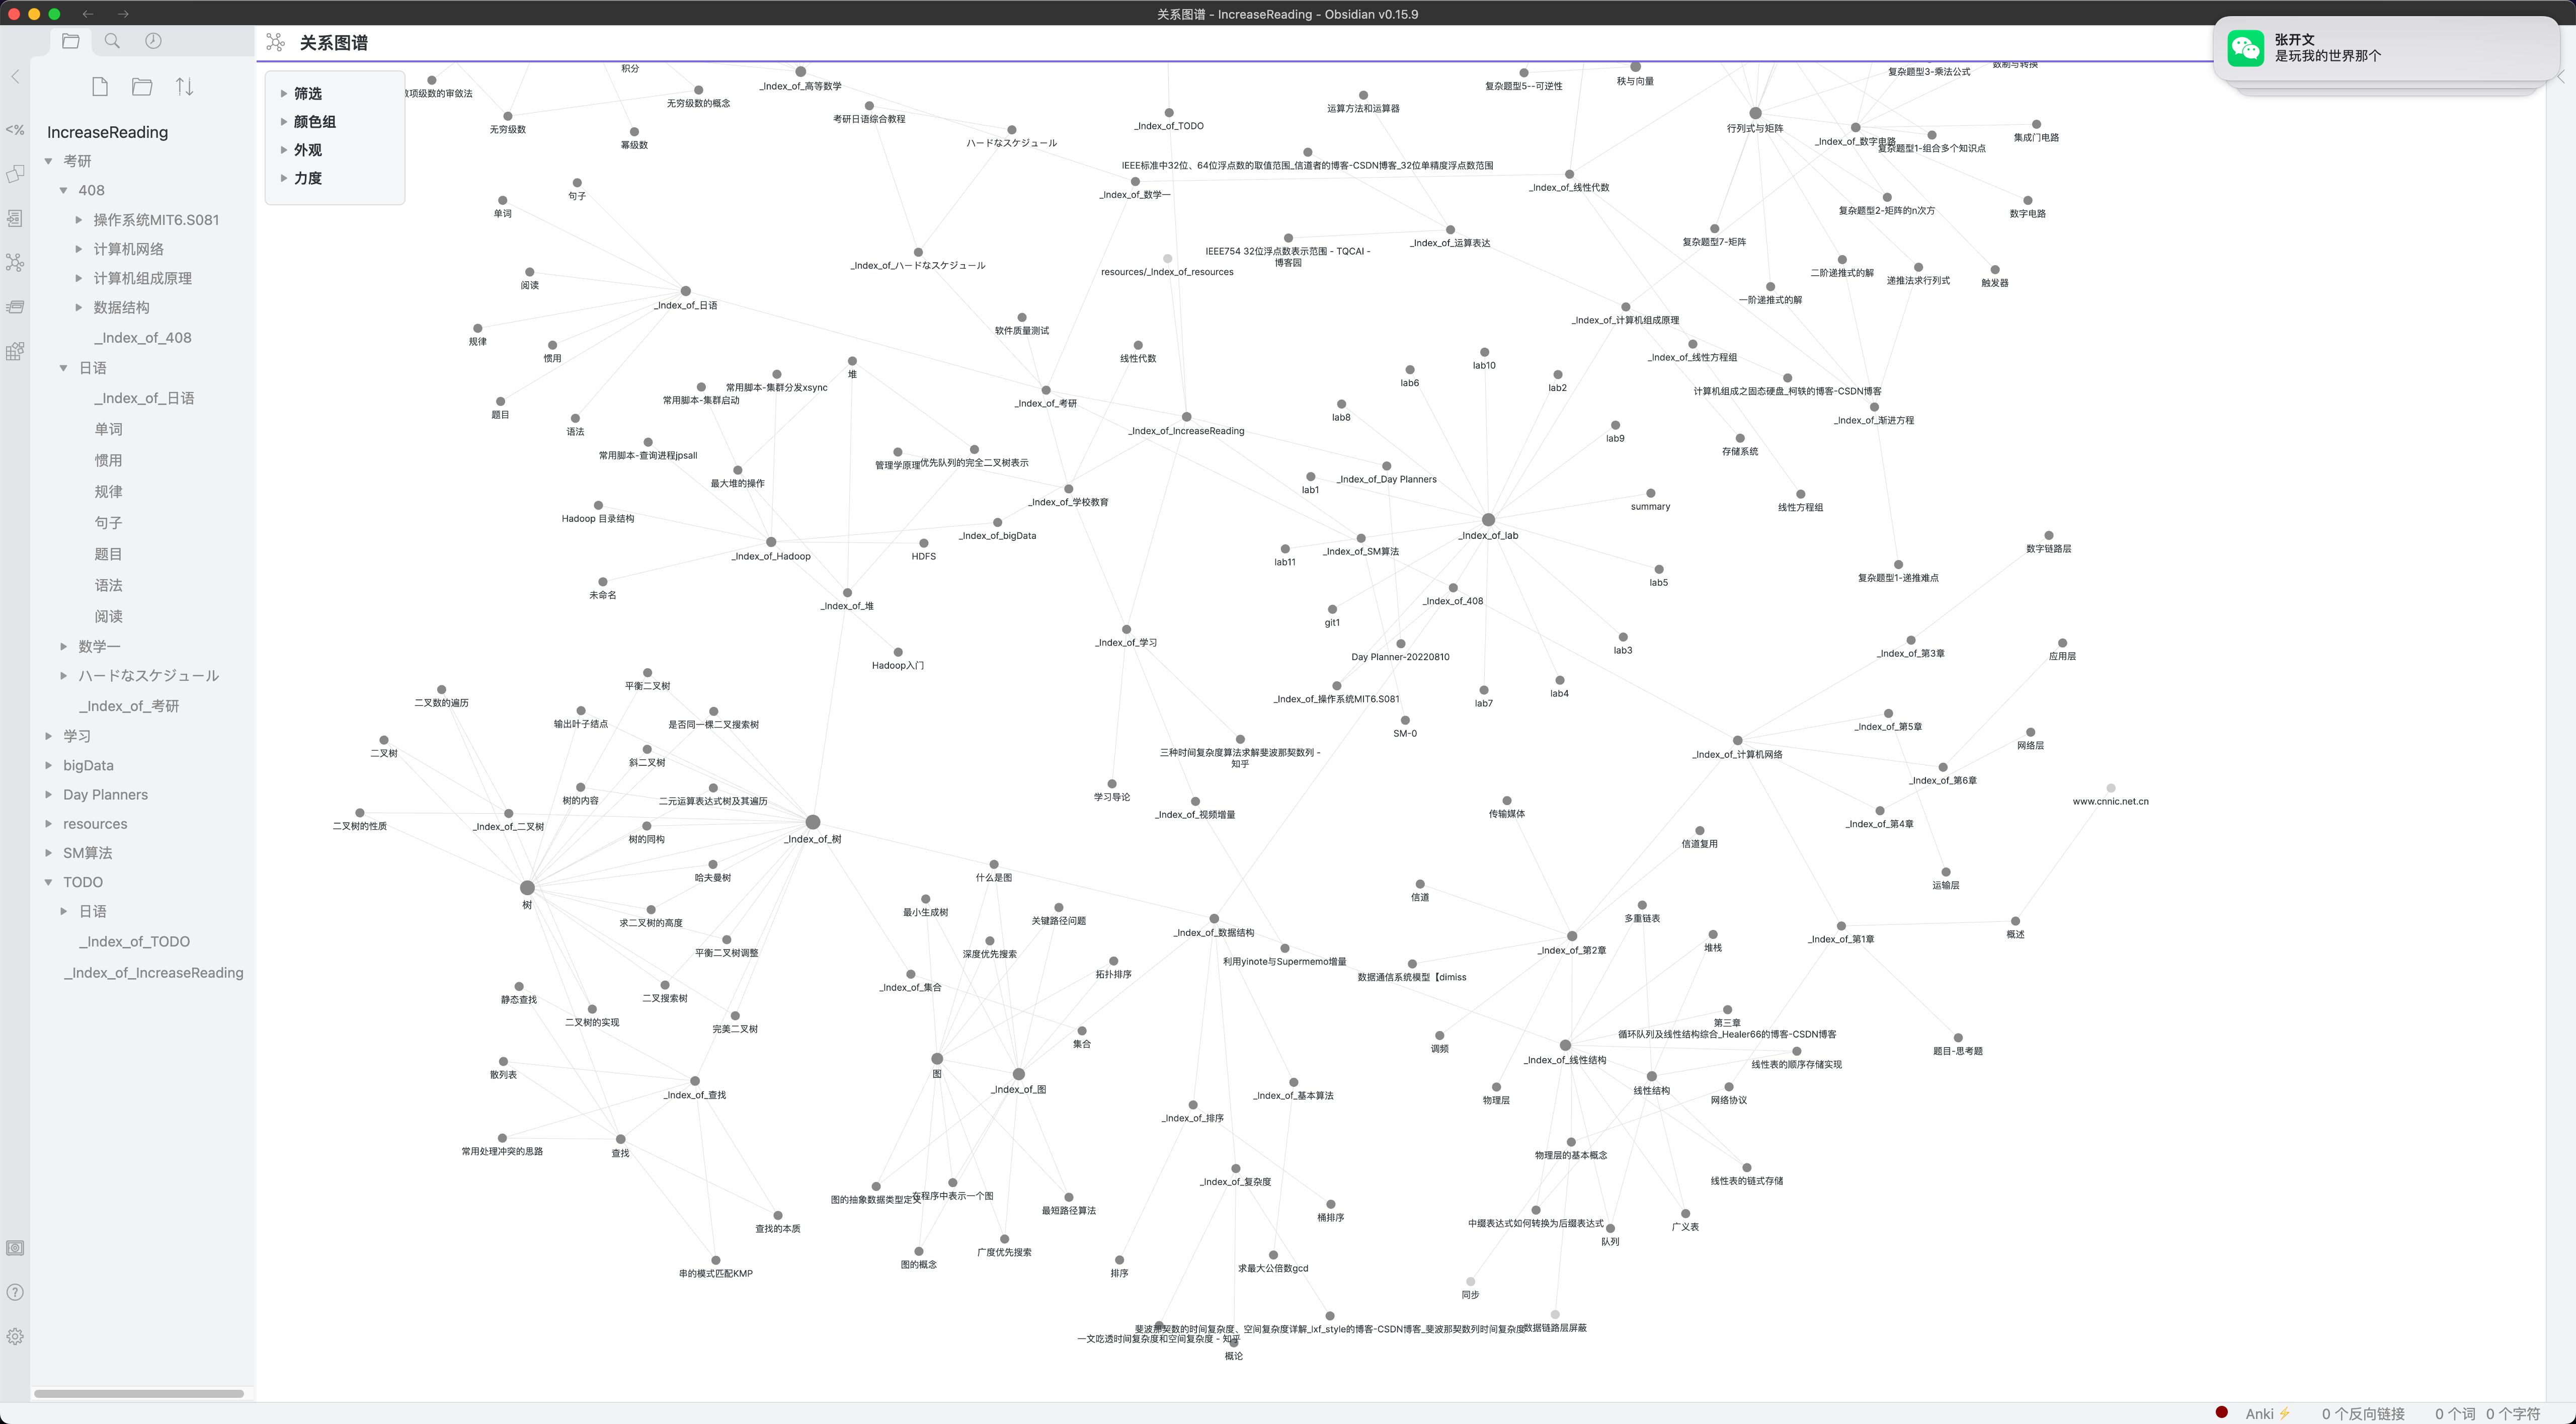 关系图谱 - IncreaseReading - Obsidian v0.15.9
关系图谱
张开文
是玩我的世界那个
IncreaseReading
考研
408
操作系统MIT6.S081
计算机网络
计算机组成原理
数据结构
_Index_of_408
日语
_Index_of_日语
单词
惯用
规律
句子
题目
语法
阅读
数学一
ハードなスケジュール
_Index_of_考研
学习
bigData
Day Planners
resources
SM算法
TODO
日语
_Index_of_TODO
_Index_of_IncreaseReading
筛选
颜色组
外观
力度
积分
_Index_of_高等数学
数项级数的审敛法
无穷级数的概念
无穷级数
幂级数
考研日语综合教程
ハードなスケジュール
_Index_of_TODO
运算方法和运算器
复杂题型5--可逆性
秩与向量
复杂题型3-乘法公式
数制与转换
行列式与矩阵
_Index_of_数字电路
复杂题型1-组合多个知识点
集成门电路
IEEE标准中32位、64位浮点数的取值范围_信道者的博客-CSDN博客_32位单精度浮点数范围
_Index_of_数学一
_Index_of_线性代数
句子
单词
复杂题型2-矩阵的n次方
数字电路
_Index_of_运算表达
复杂题型7-矩阵
IEEE754 32位浮点数表示范围 - TQCAI -
博客园
_Index_of_ハードなスケジュール
resources/_Index_of_resources
阅读
二阶递推式的解
递推法求行列式
触发器
一阶递推式的解
_Index_of_日语
_Index_of_计算机组成原理
规律
软件质量测试
惯用
线性代数
_Index_of_线性方程组
堆
常用脚本-集群分发xsync
常用脚本-集群启动
lab10
lab6
lab2
计算机组成之固态硬盘_柯轶的博客-CSDN博客
_Index_of_考研
题目
lab8
_Index_of_渐进方程
语法
_Index_of_IncreaseReading
lab9
存储系统
常用脚本-查询进程jpsall
管理学原理
优先队列的完全二叉树表示
最大堆的操作
_Index_of_Day Planners
lab1
_Index_of_学校教育
summary
线性方程组
Hadoop 目录结构
_Index_of_bigData
_Index_of_lab
_Index_of_Hadoop
HDFS
_Index_of_SM算法
lab11
数字链路层
复杂题型1-递推难点
lab5
未命名
_Index_of_堆
_Index_of_408
git1
_Index_of_学习
Day Planner-20220810
lab3
_Index_of_第3章
应用层
Hadoop入门
平衡二叉树
二叉数的遍历
_Index_of_操作系统MIT6.S081
lab7
lab4
输出叶子结点
是否同一棵二叉搜索树
SM-0
_Index_of_第5章
二叉树
斜二叉树
三种时间复杂度算法求解斐波那契数列 -
知乎
_Index_of_计算机网络
网络层
_Index_of_第6章
树的内容
二元运算表达式树及其遍历
学习导论
_Index_of_视频增量
传输媒体
www.cnnic.net.cn
二叉树的性质
_Index_of_二叉树
树的同构
_Index_of_树
_Index_of_第4章
信道复用
哈夫曼树
什么是图
运输层
信道
树
求二叉树的高度
最小生成树
关键路径问题
多重链表
_Index_of_数据结构
_Index_of_第1章
概述
平衡二叉树调整
深度优先搜索
利用yinote与Supermemo增量
_Index_of_第2章
堆栈
拓扑排序
数据通信系统模型【dimiss
_Index_of_集合
静态查找
二叉搜索树
二叉树的实现
完美二叉树
集合
第三章
循环队列及线性结构综合_Healer66的博客-CSDN博客
调频
题目-思考题
_Index_of_线性结构
线性表的顺序存储实现
散列表
图
_Index_of_图
_Index_of_查找
_Index_of_基本算法
物理层
线性结构
网络协议
_Index_of_排序
常用处理冲突的思路
查找
物理层的基本概念
_Index_of_复杂度
线性表的链式存储
图的抽象数据类型定义
在程序中表示一个图
最短路径算法
桶排序
中缀表达式如何转换为后缀表达式
广义表
查找的本质
队列
广度优先搜索
图的概念
串的模式匹配KMP
排序
求最大公倍数gcd
同步
斐波那契数的时间复杂度、空间复杂度详解_lxf_style的博客-CSDN博客_斐波那契数列时间复杂度
数据链路层屏蔽
一文吃透时间复杂度和空间复杂度 - 知乎
概论
Anki⚡
0 个反向链接
0 个词
0 个字符